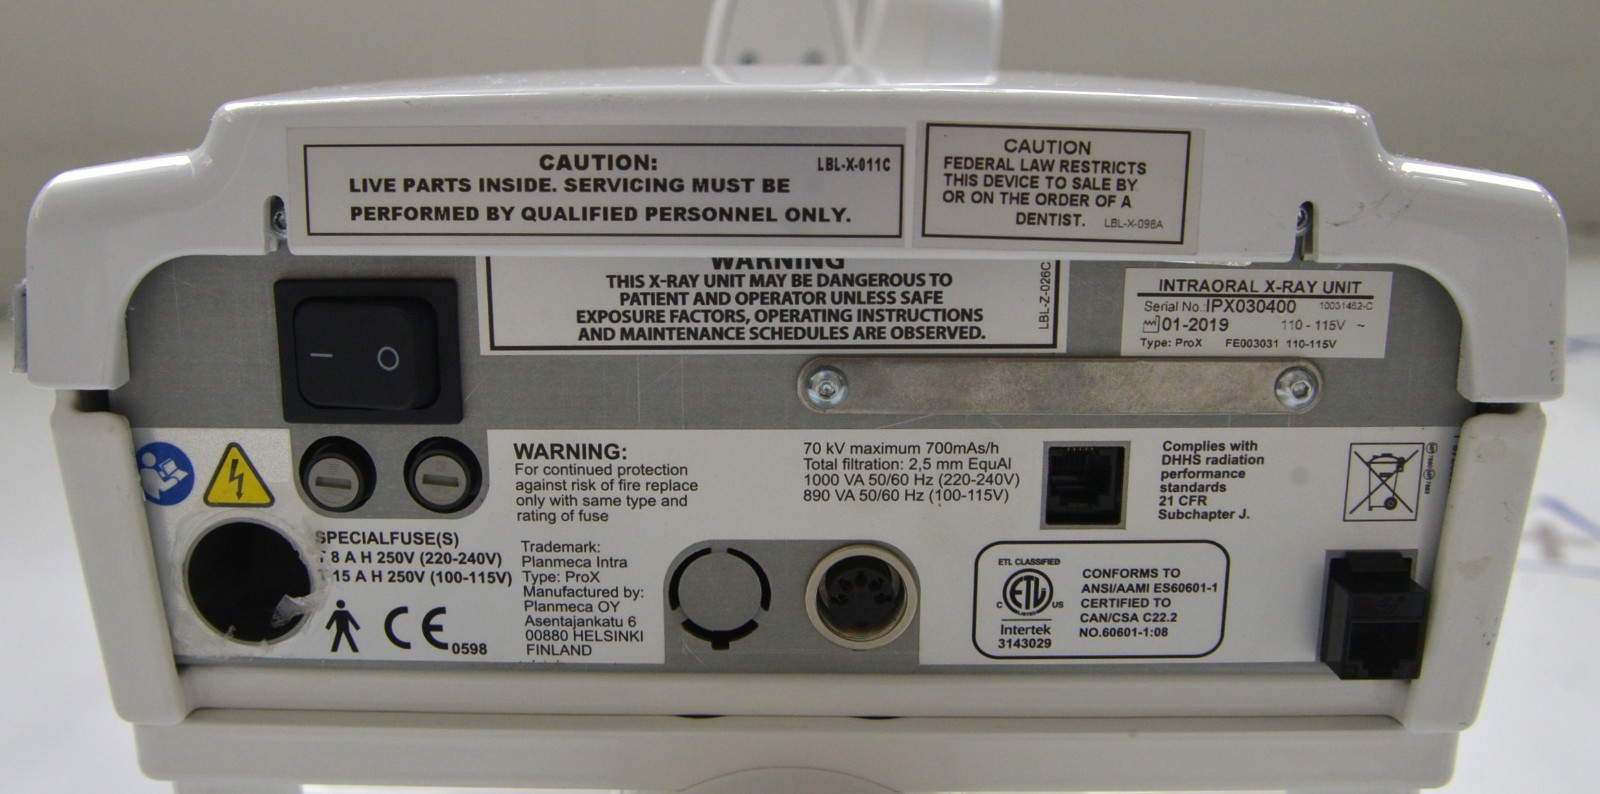 CAUTION: LBL-X-011C
LIVE PARTS INSIDE. SERVICING MUST BE
PERFORMED BY QUALIFIED PERSONNEL ONLY.
CAUTION
FEDERAL LAW RESTRICTS
THIS DEVICE TO SALE BY
OR ON THE ORDER OF A
DENTIST. LBL-X-098A
WARNING
THIS X-RAY UNIT MAY BE DANGEROUS TO
PATIENT AND OPERATOR UNLESS SAFE
EXPOSURE FACTORS, OPERATING INSTRUCTIONS
AND MAINTENANCE SCHEDULES ARE OBSERVED.
LBL-Z-026C
INTRAORAL X-RAY UNIT
Serial No. IPX030400 10031462-C
01-2019 110 - 115V ~
Type: ProX FE003031 110-115V
WARNING:
For continued protection
against risk of fire replace
only with same type and
rating of fuse
70 kV maximum 700mAs/h
Total filtration: 2,5 mm EquAl
1000 VA 50/60 Hz (220-240V)
890 VA 50/60 Hz (100-115V)
Complies with
DHHS radiation
performance
standards
21 CFR
Subchapter J.
SPECIALFUSE(S)
T 8 A H 250V (220-240V)
15 A H 250V (100-115V)
CE 0598
Trademark:
Planmeca Intra
Type: ProX
Manufactured by:
Planmeca OY
Asentajankatu 6
00880 HELSINKI
FINLAND
ETL CLASSIFIED
C ETL US
LISTED
Intertek
3143029
CONFORMS TO
ANSI/AAMI ES60601-1
CERTIFIED TO
CAN/CSA C22.2
NO.60601-1:08